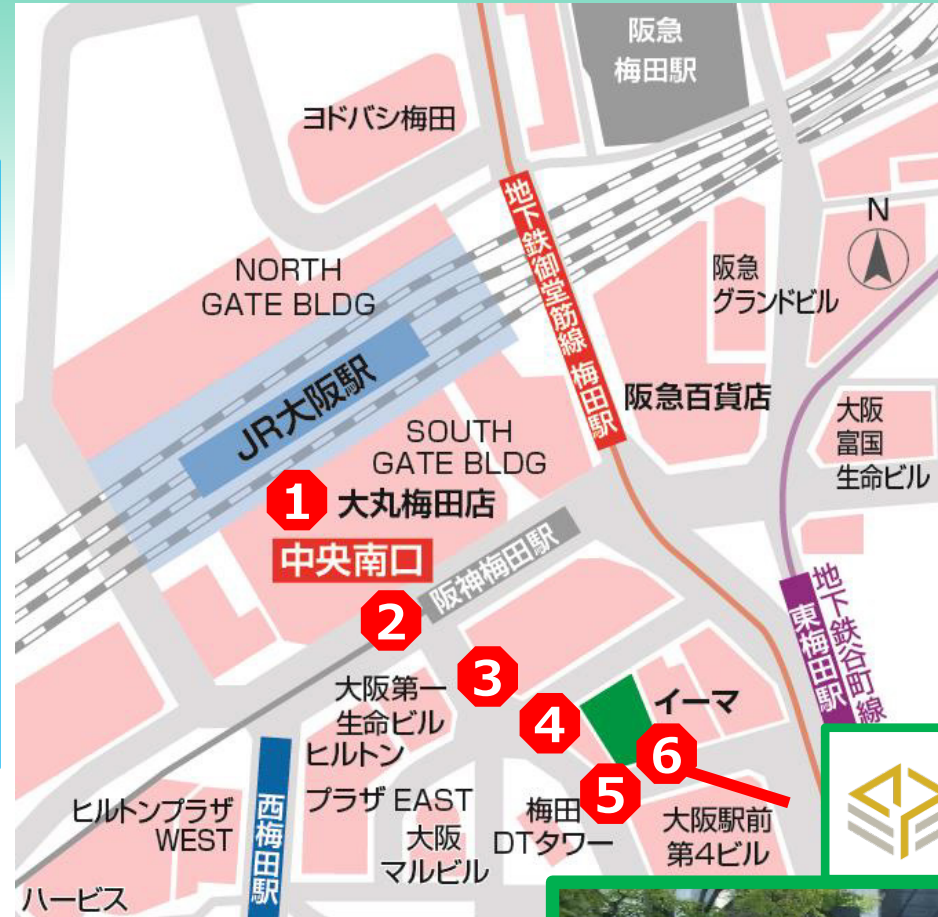 阪急
梅田駅
ヨドバシ梅田
N
地下鉄御堂筋線 梅田駅
NORTH
GATE BLDG
阪急
グランドビル
JR大阪駅
阪急百貨店
SOUTH
GATE BLDG
大阪
富国
生命ビル
1
大丸梅田店
中央南口
阪神梅田駅
2
地下鉄谷町線
東梅田駅
3
大阪第一
生命ビル
イーマ
4
ヒルトン
プラザ EAST
6
5
ヒルトンプラザ
WEST
西梅田駅
大阪
マルビル
梅田
DTタワー
大阪駅前
第4ビル
ハービス